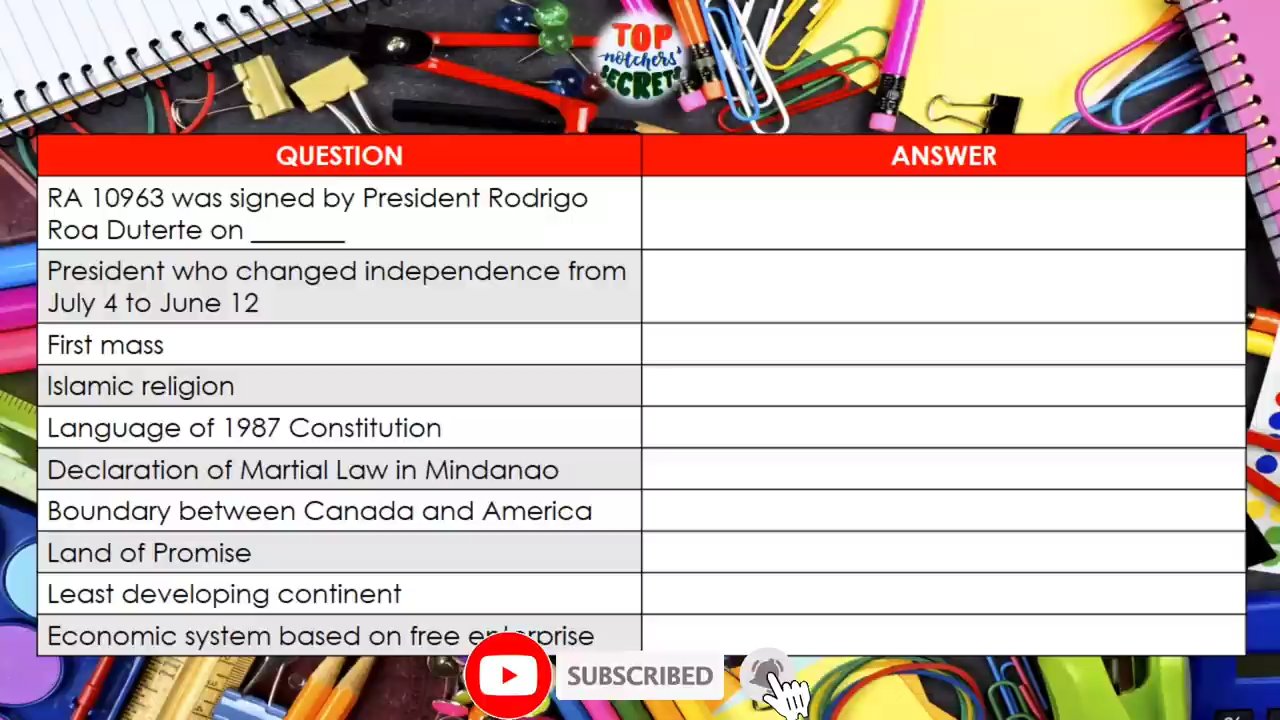 TOP
notchers'
SECRETS
QUESTION
ANSWER
RA 10963 was signed by President Rodrigo
Roa Duterte on _______
President who changed independence from
July 4 to June 12
First mass
Islamic religion
Language of 1987 Constitution
Declaration of Martial Law in Mindanao
Boundary between Canada and America
Land of Promise
Least developing continent
Economic system based on free enterprise
SUBSCRIBED